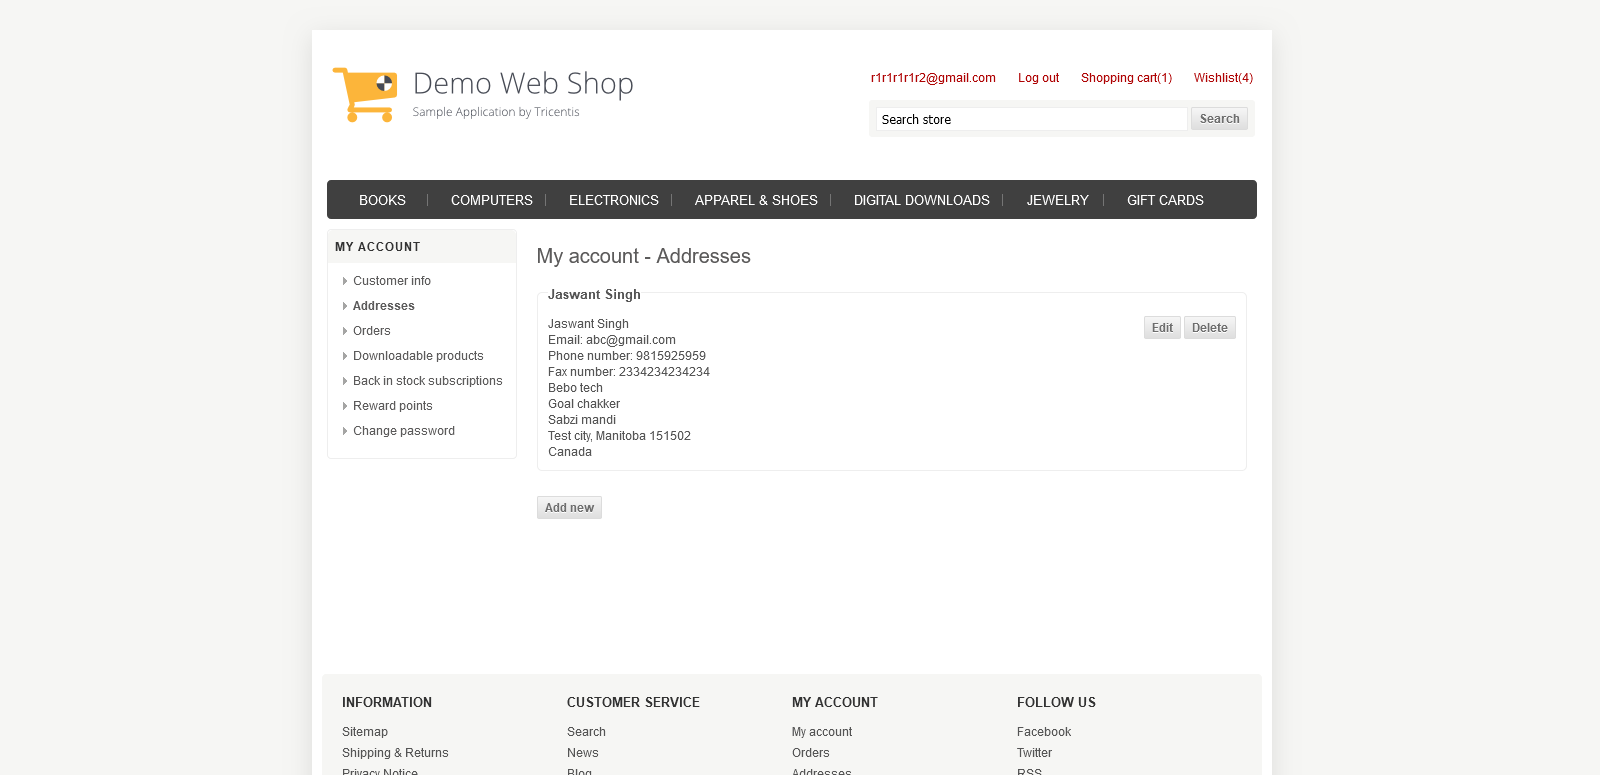 Demo Web Shop
Sample Application by Tricentis
r1r1r1r1r2@gmail.com Log out Shopping cart(1) Wishlist(4)
Search store Search
BOOKS COMPUTERS ELECTRONICS APPAREL & SHOES DIGITAL DOWNLOADS JEWELRY GIFT CARDS
MY ACCOUNT
Customer info
Addresses
Orders
Downloadable products
Back in stock subscriptions
Reward points
Change password
My account - Addresses
Jaswant Singh
Jaswant Singh
Email: abc@gmail.com
Phone number: 9815925959
Fax number: 2334234234234
Bebo tech
Goal chakker
Sabzi mandi
Test city, Manitoba 151502
Canada
Edit Delete
Add new
INFORMATION
Sitemap
Shipping & Returns
Privacy Notice
CUSTOMER SERVICE
Search
News
Blog
MY ACCOUNT
My account
Orders
Addresses
FOLLOW US
Facebook
Twitter
RSS